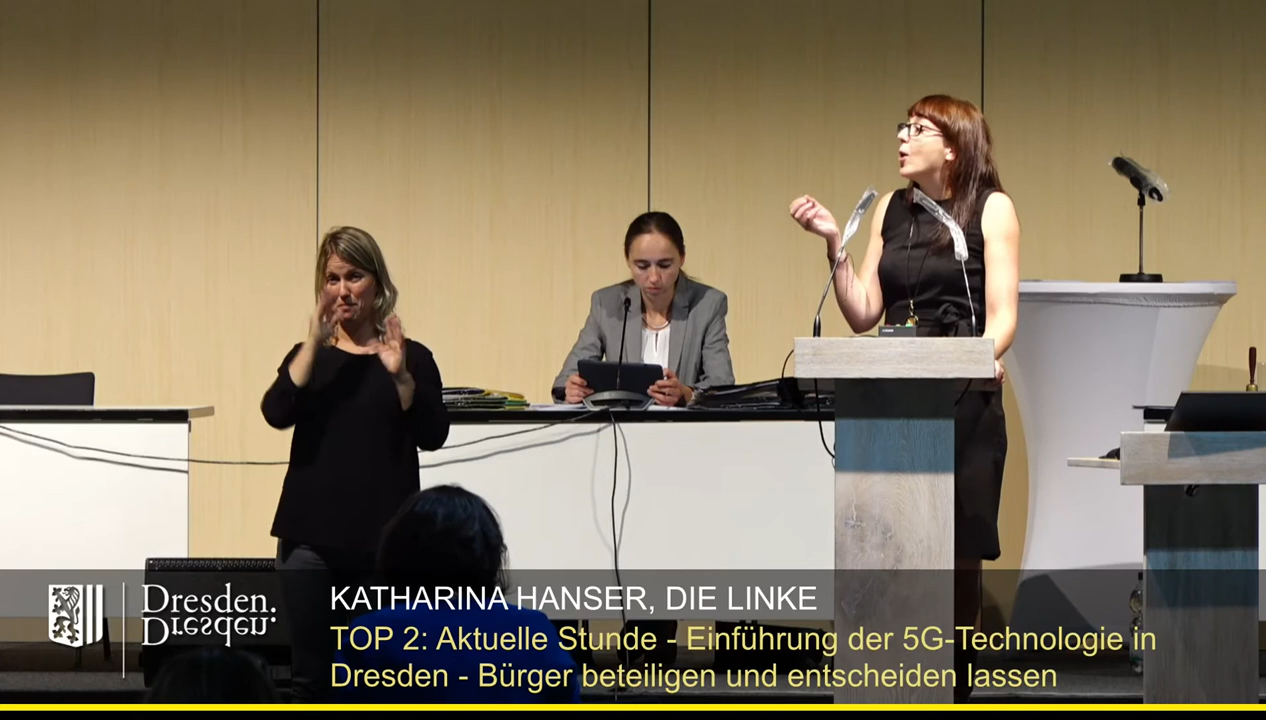 Dresden.
Dresden.
KATHARINA HANSER, DIE LINKE
TOP 2: Aktuelle Stunde - Einführung der 5G-Technologie in
Dresden - Bürger beteiligen und entscheiden lassen